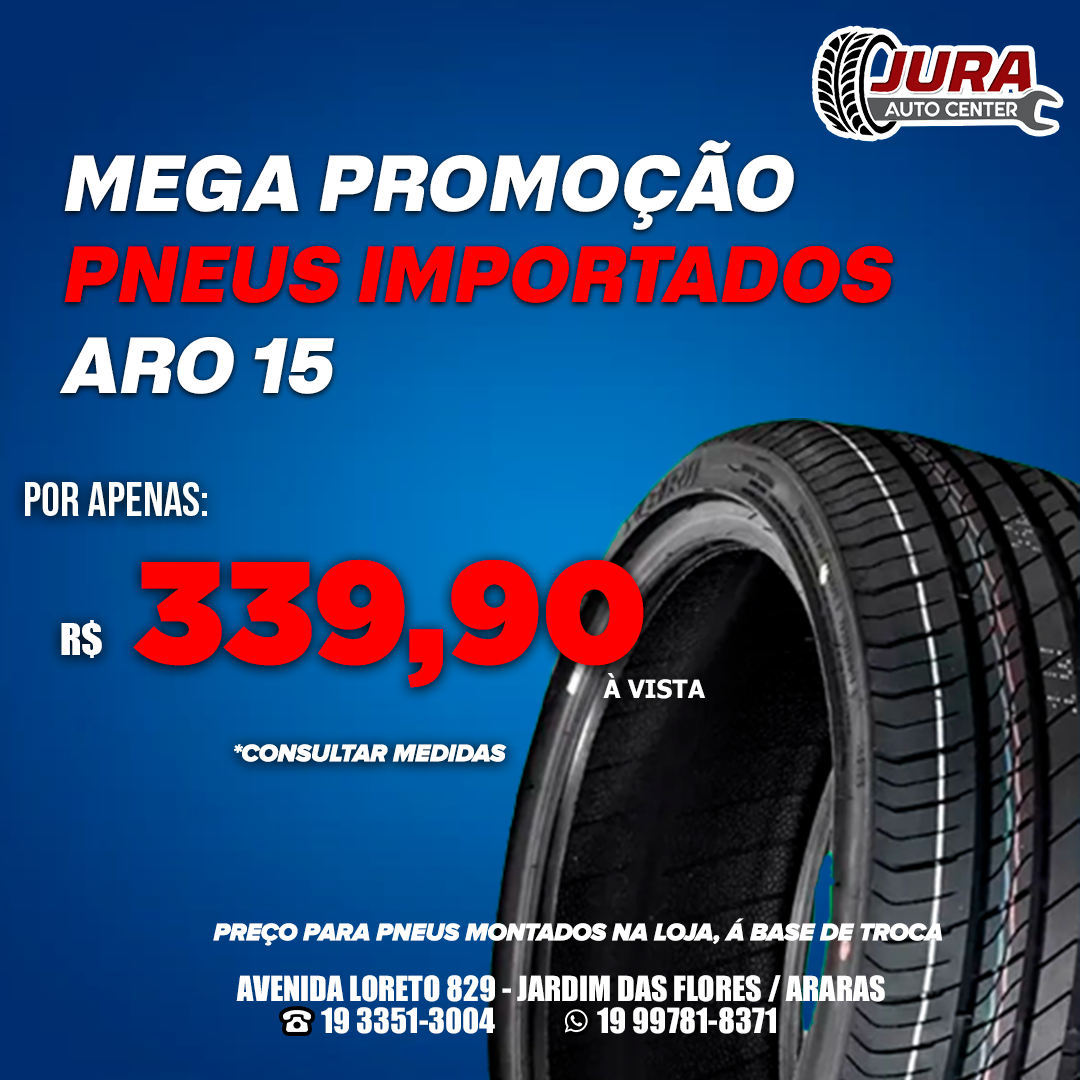 JURA
AUTO CENTER
MEGA PROMOÇÃO
PNEUS IMPORTADOS
ARO 15
POR APENAS:
R$ 339,90
À VISTA
*CONSULTAR MEDIDAS
PREÇO PARA PNEUS MONTADOS NA LOJA, Á BASE DE TROCA
AVENIDA LORETO 829 - JARDIM DAS FLORES / ARARAS
19 3351-3004 19 99781-8371